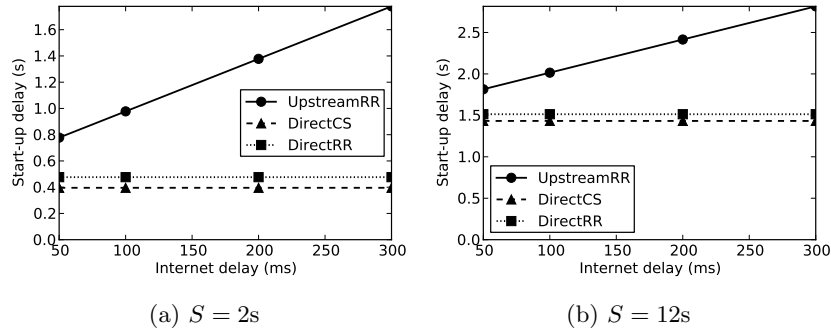 Start-up delay (s)
1.6
1.4
1.2
1.0
0.8
0.6
0.4
0.2
0.0
50 100 150 200 250 300
Internet delay (ms)
UpstreamRR
DirectCS
DirectRR
(a) S = 2s
Start-up delay (s)
2.5
2.0
1.5
1.0
0.5
0.0
50 100 150 200 250 300
Internet delay (ms)
UpstreamRR
DirectCS
DirectRR
(b) S = 12s